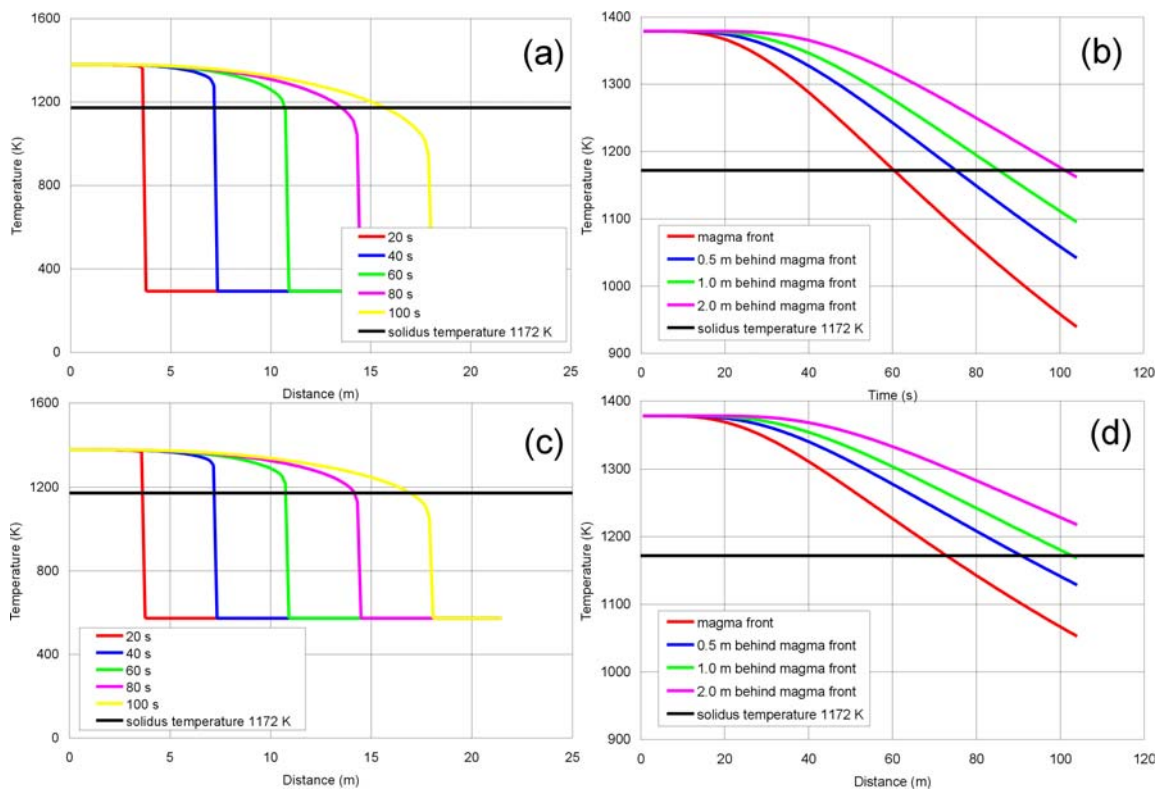 1600
1200
800
400
0
Temperature (K)
(a)
20 s
40 s
60 s
80 s
100 s
solidus temperature 1172 K
0 5 10 15 20 25
Distance (m)
1400
1300
1200
1100
1000
900
Temperature (K)
(b)
magma front
0.5 m behind magma front
1.0 m behind magma front
2.0 m behind magma front
solidus temperature 1172 K
0 20 40 60 80 100 120
Time (s)
1600
1200
800
400
0
Temperature (K)
(c)
20 s
40 s
60 s
80 s
100 s
solidus temperature 1172 K
0 5 10 15 20 25
Distance (m)
1400
1300
1200
1100
1000
900
Temperature (K)
(d)
magma front
0.5 m behind magma front
1.0 m behind magma front
2.0 m behind magma front
solidus temperature 1172 K
0 20 40 60 80 100 120
Distance (m)